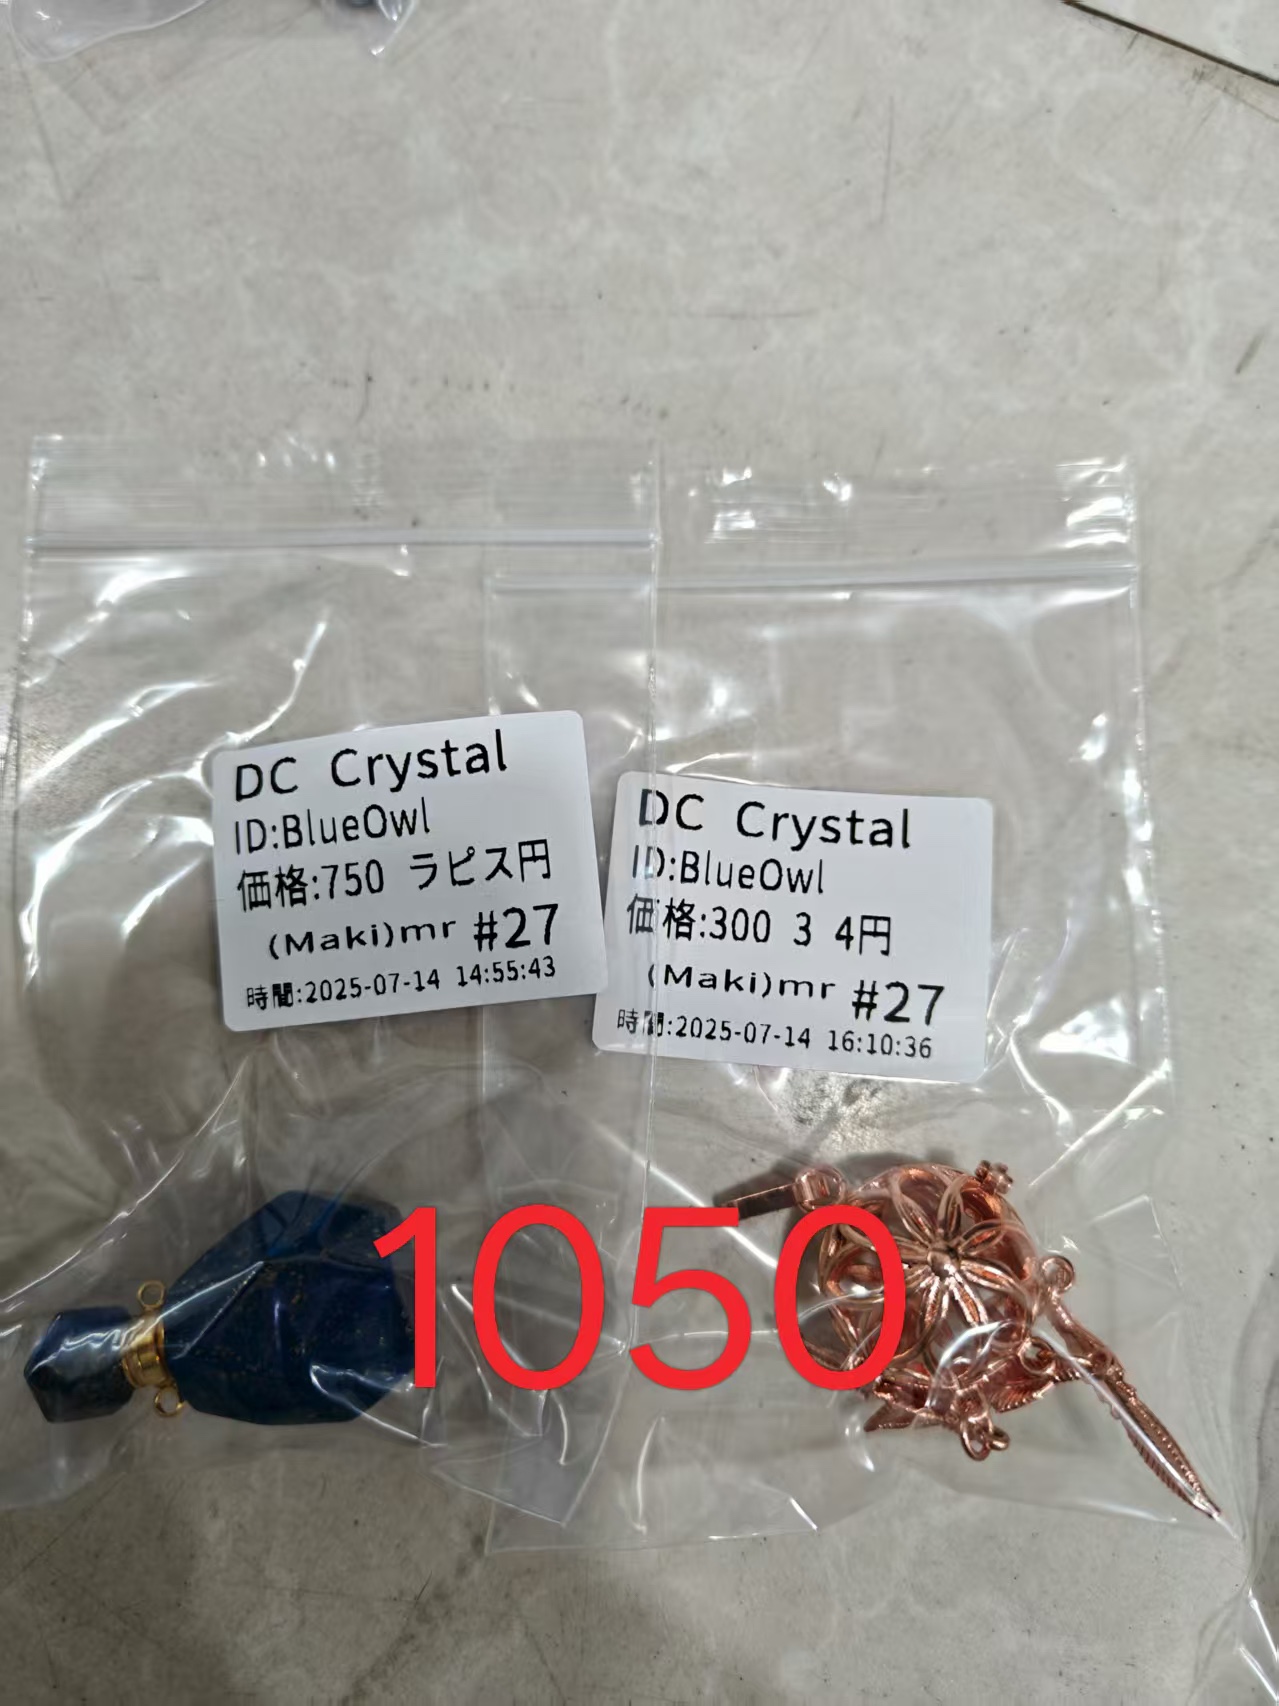 DC Crystal
ID:BlueOwl
価格:750 ラピス円
(Maki)mr #27
時間:2025-07-14 14:55:43
DC Crystal
ID:BlueOwl
価格:300 3 4円
(Maki)mr #27
時間:2025-07-14 16:10:36
1050